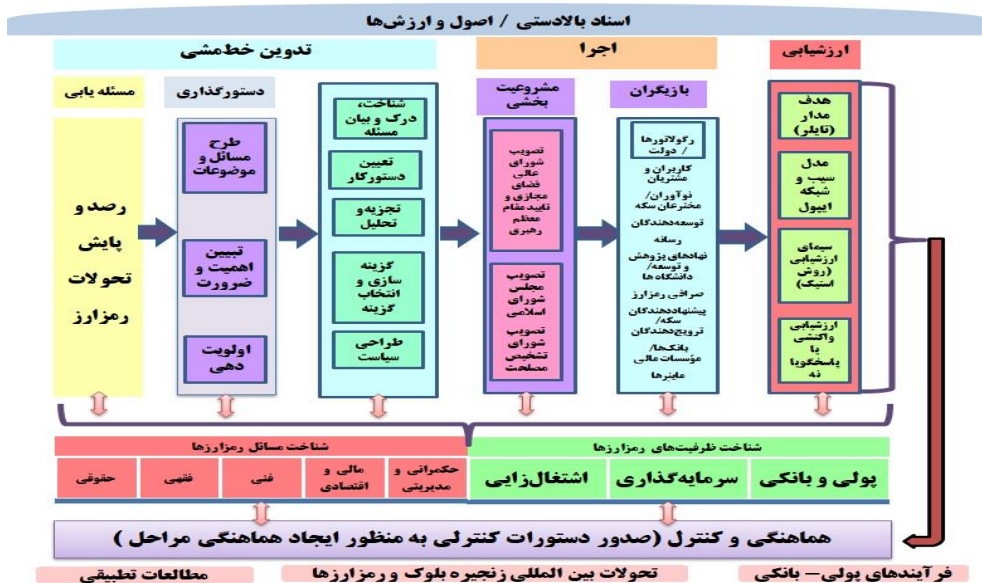 اسناد بالادستی / اصول و ارزش‌ها
تدوین خط‌مشی
اجرا
ارزشیابی
مسئله یابی
دستورگذاری
رصد و
پایش
تحولات
رمزارز
طرح
مسائل و
موضوعات
تبیین
اهمیت و
ضرورت
اولویت
دهی
شناخت،
درک و بیان
مسئله
تعیین
دستورکار
تجزیه‌و
تحلیل
گزینه
سازی و
انتخاب
گزینه
طراحی
سیاست
مشروعیت
بخشی
تصویب
شورای
عالی
فضای
مجازی و
تایید مقام
معظم
رهبری
تصویب
مجلس
شورای
اسلامی
تصویب
شورای
تشخیص
مصلحت
بازیگران
رگولاتورها
/ دولت
کاربران و
مشتریان
نوآوران/
مخترعان سکه
توسعه‌دهندگان
رسانه
نهادهای پژوهش
و توسعه/
دانشگاه ها
صرافی رمزارز
پیشنهاددهندگان
سکه/
ترویج‌دهندگان
بانک‌ها/
مؤسسات مالی
ماینرها
هدف
مدار
(تایلر)
مدل
سیب و
شبکه
ایپول
سیمای
ارزشیابی
(روش
استیک)
ارزشیابی
واکنشی
یا
پاسخگویا
نه
شناخت مسائل رمزارزها
شناخت ظرفیت‌های رمزارزها
حقوقی
فقهی
فنی
مالی و
اقتصادی
حکمرانی و
مدیریتی
اشتغال‌زایی
سرمایه‌گذاری
پولی و بانکی
هماهنگی و کنترل (صدور دستورات کنترلی به منظور ایجاد هماهنگی مراحل )
مطالعات تطبیقی
تحولات بین المللی زنجیره بلوک و رمزارزها
فرآیندهای پولی– بانکی